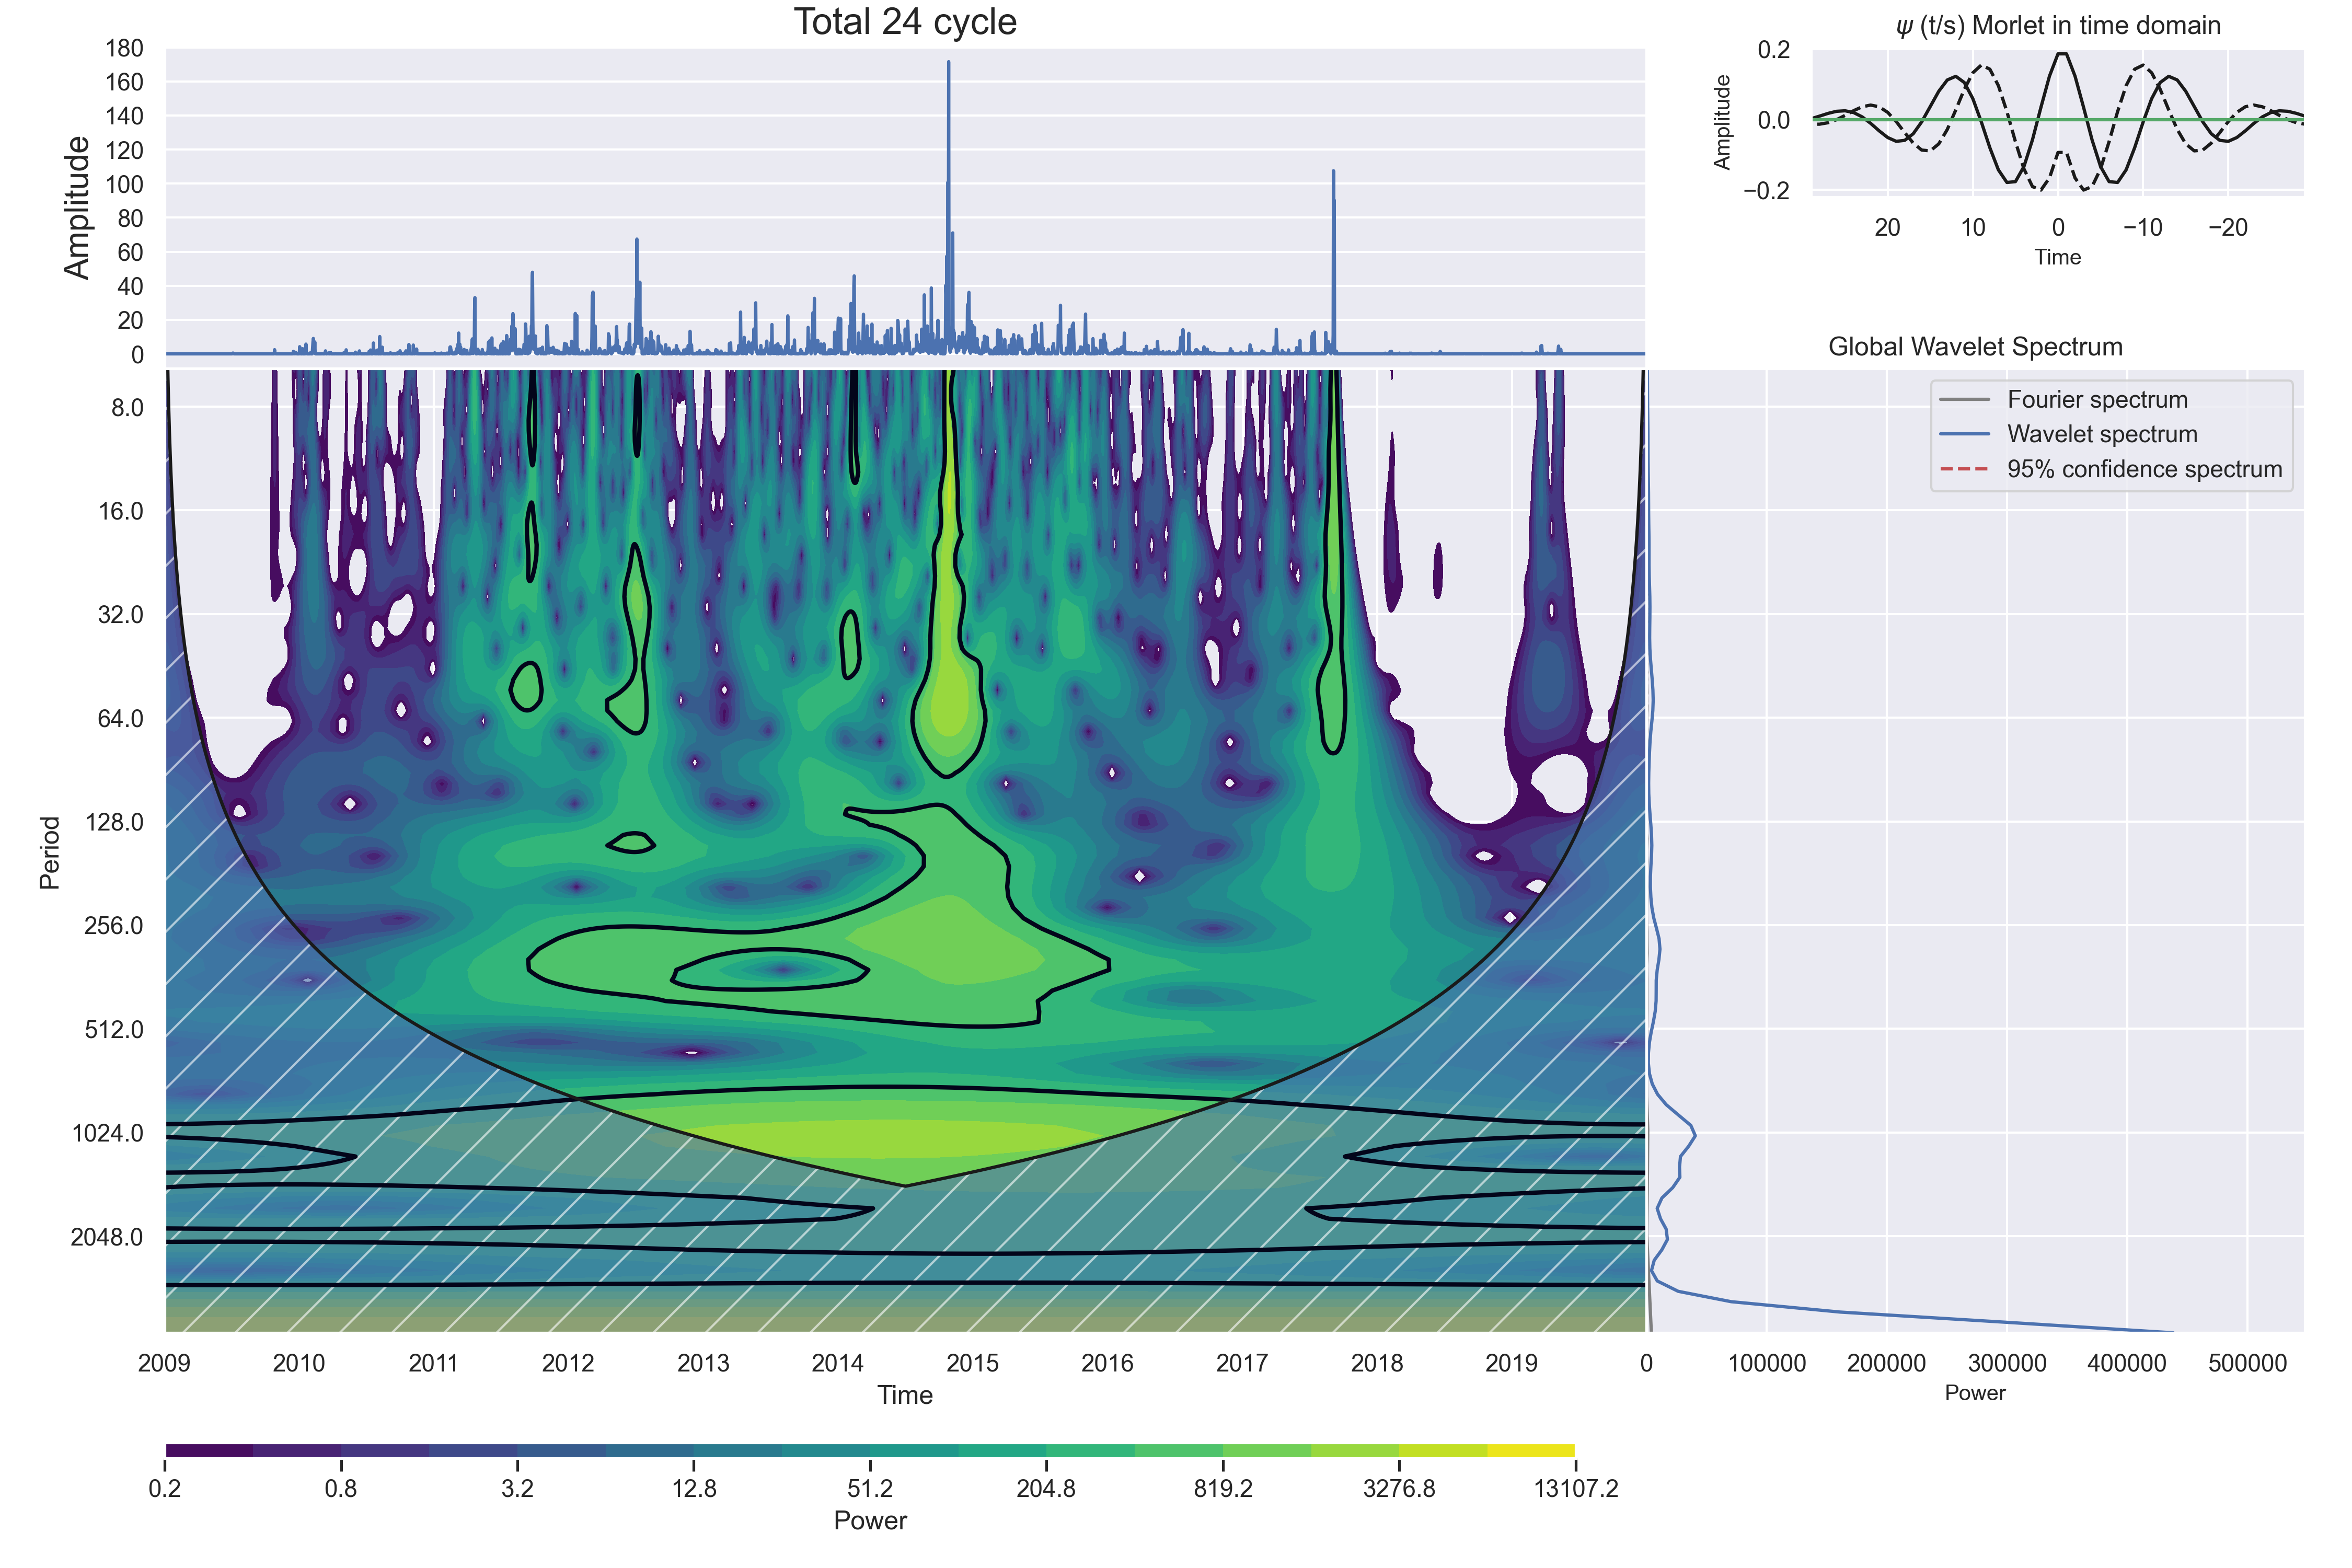 Total 24 cycle
Amplitude
180
160
140
120
100
80
60
40
20
0
ψ (t/s) Morlet in time domain
Amplitude
0.2
0.0
−0.2
20 10 0 −10 −20
Time
Global Wavelet Spectrum
Fourier spectrum
Wavelet spectrum
95% confidence spectrum
Period
8.0
16.0
32.0
64.0
128.0
256.0
512.0
1024.0
2048.0
2009 2010 2011 2012 2013 2014 2015 2016 2017 2018 2019
Time
0 100000 200000 300000 400000 500000
Power
0.2 0.8 3.2 12.8 51.2 204.8 819.2 3276.8 13107.2
Power